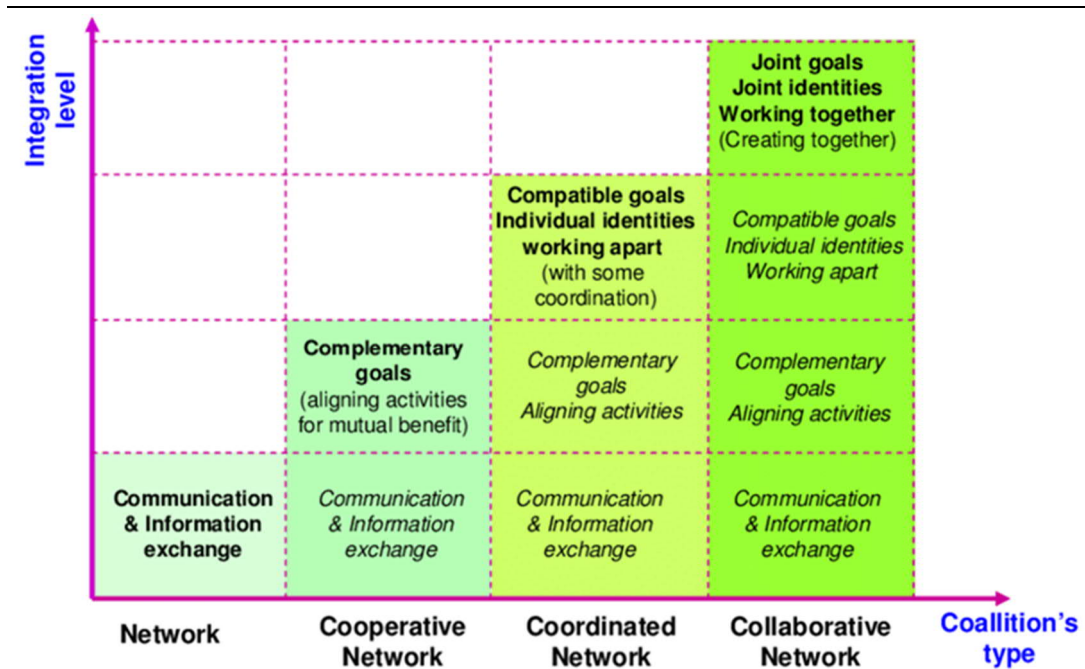 Integration
level
Joint goals
Joint identities
Working together
(Creating together)
Compatible goals
Individual identities
working apart
(with some
coordination)
Compatible goals
Individual identities
Working apart
Complementary
goals
(aligning activities
for mutual benefit)
Complementary
goals
Aligning activities
Complementary
goals
Aligning activities
Communication
& Information
exchange
Communication
& Information
exchange
Communication
& Information
exchange
Communication
& Information
exchange
Network
Cooperative
Network
Coordinated
Network
Collaborative
Network
Coallition's
type